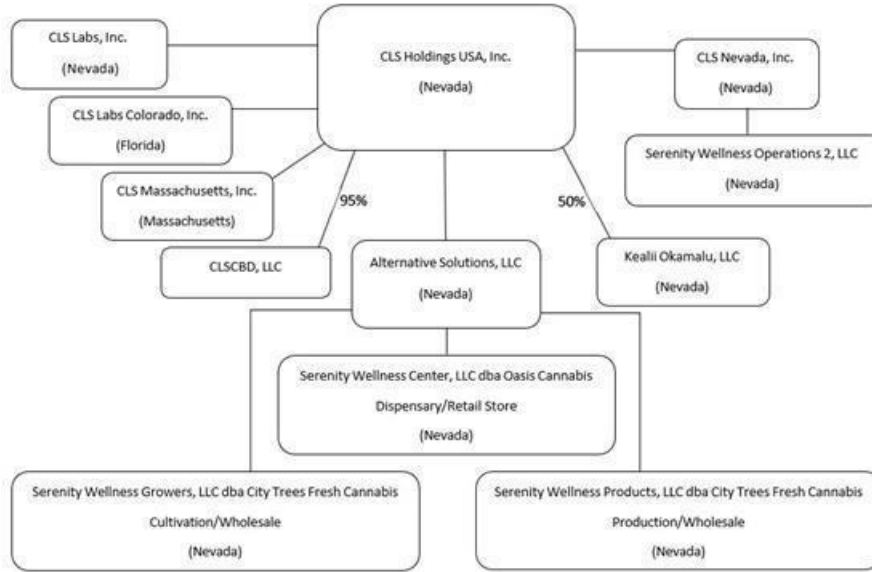 CLS Labs, Inc.
(Nevada)
CLS Holdings USA, Inc.
(Nevada)
CLS Nevada, Inc.
(Nevada)
CLS Labs Colorado, Inc.
(Florida)
Serenity Wellness Operations 2, LLC
(Nevada)
CLS Massachusetts, Inc.
(Massachusetts)
95%
50%
CLSCBD, LLC
Alternative Solutions, LLC
(Nevada)
Kealii Okamalu, LLC
(Nevada)
Serenity Wellness Center, LLC dba Oasis Cannabis
Dispensary/Retail Store
(Nevada)
Serenity Wellness Growers, LLC dba City Trees Fresh Cannabis
Cultivation/Wholesale
(Nevada)
Serenity Wellness Products, LLC dba City Trees Fresh Cannabis
Production/Wholesale
(Nevada)